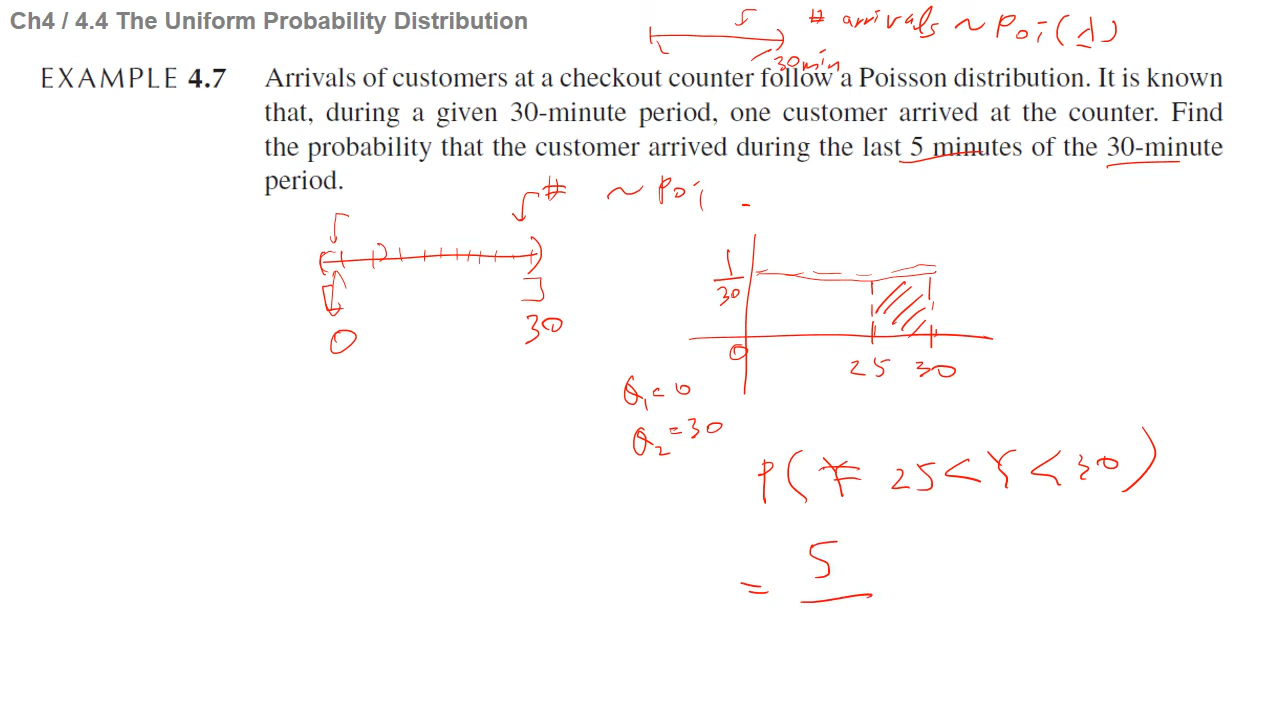 Ch4 / 4.4 The Uniform Probability Distribution
# arrivals ~ Poi(λ)
30min
EXAMPLE 4.7 Arrivals of customers at a checkout counter follow a Poisson distribution. It is known
that, during a given 30-minute period, one customer arrived at the counter. Find
the probability that the customer arrived during the last 5 minutes of the 30-minute
period.
# ~ Poi
1
30
0
30
0
25 30
θ₁ = 0
θ₂ = 30
P( 25 < Y < 30 )
= 5